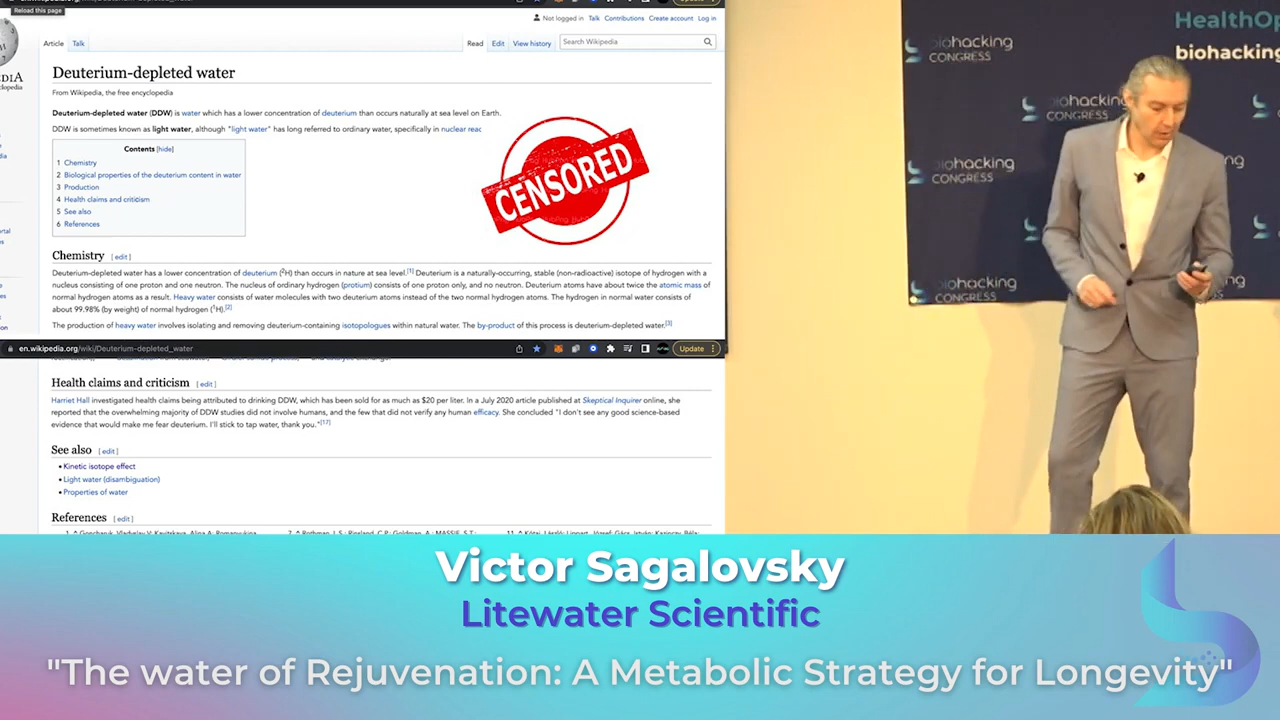 Reload this page
Not logged in Talk Contributions Create account Log in
Article Talk
Read Edit View history
Search Wikipedia
Deuterium-depleted water
From Wikipedia, the free encyclopedia
Deuterium-depleted water (DDW) is water which has a lower concentration of deuterium than occurs naturally at sea level on Earth.
DDW is sometimes known as light water, although "light water" has long referred to ordinary water, specifically in nuclear reac
Contents [hide]
1 Chemistry
2 Biological properties of the deuterium content in water
3 Production
4 Health claims and criticism
5 See also
6 References
CENSORED
Chemistry [ edit ]
Deuterium-depleted water has a lower concentration of deuterium (²H) than occurs in nature at sea level.[1] Deuterium is a naturally-occurring, stable (non-radioactive) isotope of hydrogen with a
nucleus consisting of one proton and one neutron. The nucleus of ordinary hydrogen (protium) consists of one proton only, and no neutron. Deuterium atoms have about twice the atomic mass of
normal hydrogen atoms as a result. Heavy water consists of water molecules with two deuterium atoms instead of the two normal hydrogen atoms. The hydrogen in normal water consists of
about 99.98% (by weight) of normal hydrogen (¹H).[2]
The production of heavy water involves isolating and removing deuterium-containing isotopologues within natural water. The by-product of this process is deuterium-depleted water.[3]
en.wikipedia.org/wiki/Deuterium-depleted_water
Update
Health claims and criticism [ edit ]
Harriet Hall investigated health claims being attributed to drinking DDW, which has been sold for as much as $20 per liter. In a July 2020 article published at Skeptical Inquirer online, she
reported that the overwhelming majority of DDW studies did not involve humans, and the few that did not verify any human efficacy. She concluded "I don't see any good science-based
evidence that would make me fear deuterium. I'll stick to tap water, thank you."[17]
See also [ edit ]
• Kinetic isotope effect
• Light water (disambiguation)
• Properties of water
References [ edit ]
HealthOp
biohacking
biohacking
CONGRESS
biohacking
CONGRESS
biohacking
CONGRESS
biohacking
CONGRESS
Victor Sagalovsky
Litewater Scientific
"The water of Rejuvenation: A Metabolic Strategy for Longevity"